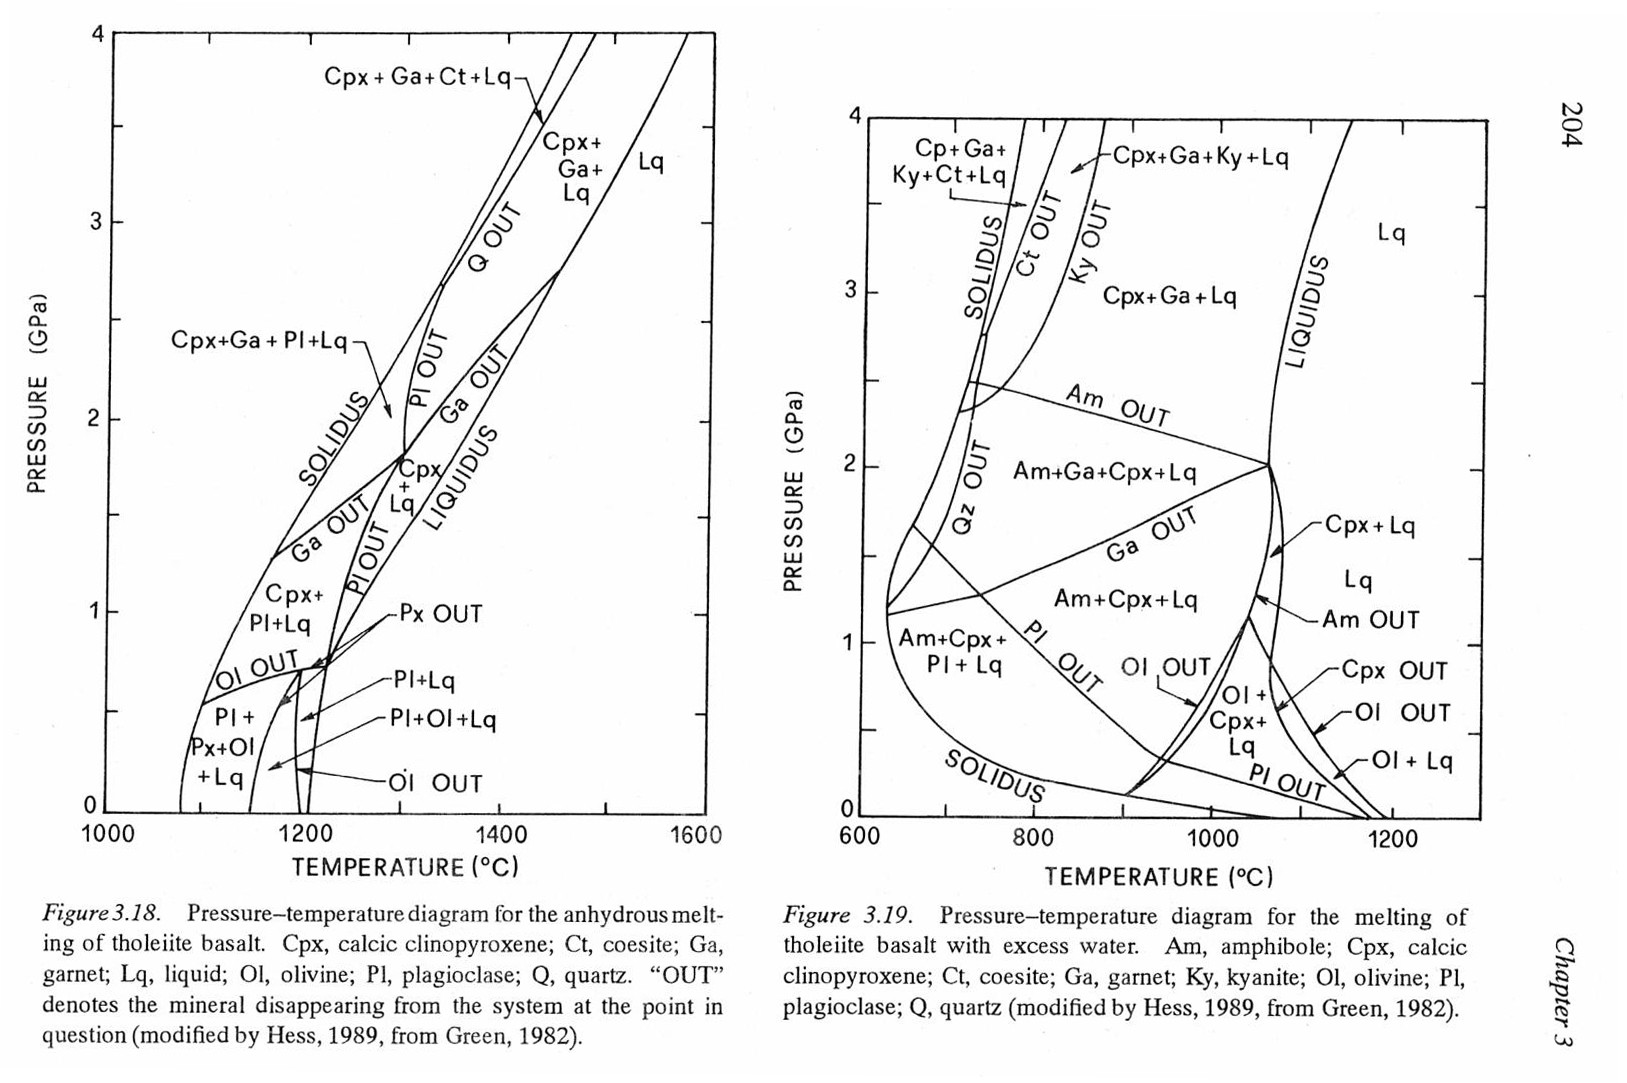 4
3
2
1
0
PRESSURE (GPa)
1000
1200
1400
1600
TEMPERATURE (°C)
Cpx + Ga + Ct + Lq
Cpx+
Ga+
Lq
Lq
Q OUT
Cpx+Ga + Pl +Lq
Pl OUT
Ga OUT
SOLIDUS
Cpx
+
Lq
LIQUIDUS
Ga OUT
Pl OUT
Cpx+
Pl+Lq
Px OUT
Ol OUT
Pl+Lq
Pl +
Px+Ol
+Lq
Pl+Ol+Lq
Ol OUT
Figure 3.18. Pressure–temperature diagram for the anhydrous melt-
ing of tholeiite basalt. Cpx, calcic clinopyroxene; Ct, coesite; Ga,
garnet; Lq, liquid; Ol, olivine; Pl, plagioclase; Q, quartz. “OUT”
denotes the mineral disappearing from the system at the point in
question (modified by Hess, 1989, from Green, 1982).
4
3
2
1
0
PRESSURE (GPa)
600
800
1000
1200
TEMPERATURE (°C)
Cp+Ga+
Ky+Ct+Lq
Cpx+Ga+Ky+Lq
SOLIDUS
Ct OUT
Ky OUT
Lq
Cpx+Ga+Lq
LIQUIDUS
Am OUT
Qz OUT
Am+Ga+Cpx+Lq
Ga OUT
Cpx + Lq
Lq
Am+Cpx+Lq
Am OUT
Am+Cpx+
Pl + Lq
Pl OUT
Ol OUT
Cpx OUT
Ol +
Cpx+
Lq
Ol OUT
Pl OUT
Ol + Lq
SOLIDUS
Figure 3.19. Pressure–temperature diagram for the melting of
tholeiite basalt with excess water. Am, amphibole; Cpx, calcic
clinopyroxene; Ct, coesite; Ga, garnet; Ky, kyanite; Ol, olivine; Pl,
plagioclase; Q, quartz (modified by Hess, 1989, from Green, 1982).
204
Chapter 3